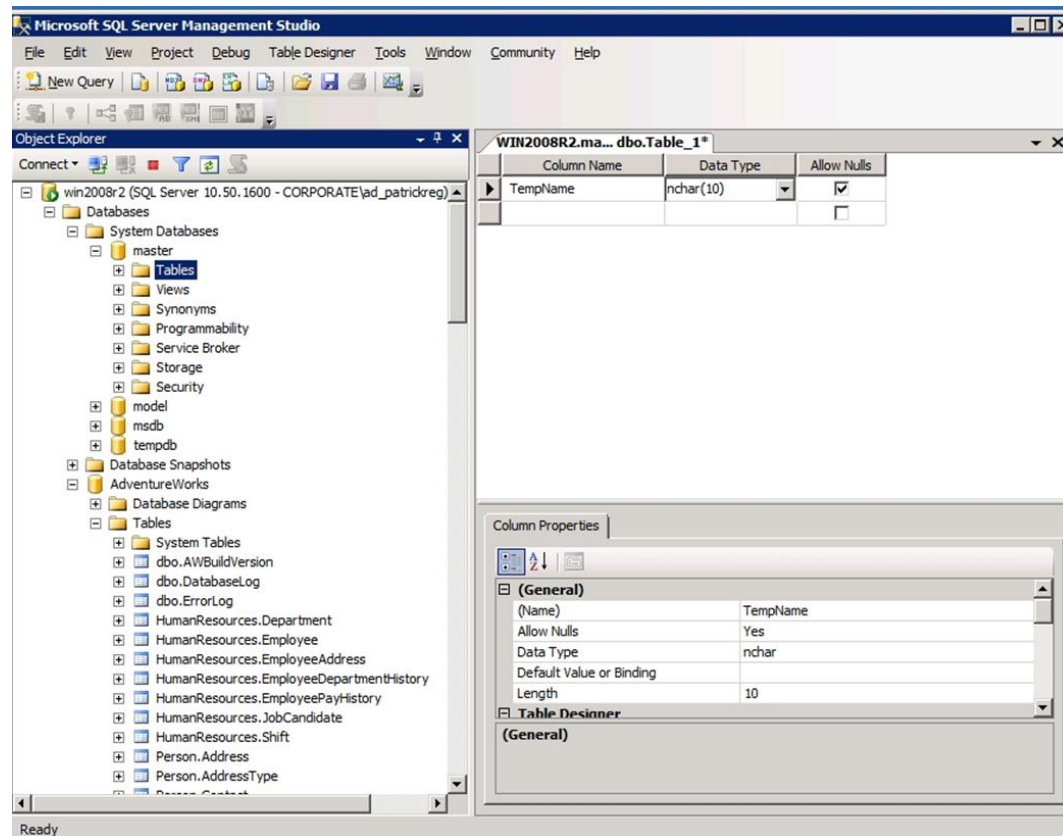 Microsoft SQL Server Management Studio
File Edit View Project Debug Table Designer Tools Window Community Help
New Query
Object Explorer
Connect
win2008r2 (SQL Server 10.50.1600 - CORPORATE\ad_patrickreg)
Databases
System Databases
master
Tables
Views
Synonyms
Programmability
Service Broker
Storage
Security
model
msdb
tempdb
Database Snapshots
AdventureWorks
Database Diagrams
Tables
System Tables
dbo.AWBuildVersion
dbo.DatabaseLog
dbo.ErrorLog
HumanResources.Department
HumanResources.Employee
HumanResources.EmployeeAddress
HumanResources.EmployeeDepartmentHistory
HumanResources.EmployeePayHistory
HumanResources.JobCandidate
HumanResources.Shift
Person.Address
Person.AddressType
WIN2008R2.ma... dbo.Table_1*
Column Name Data Type Allow Nulls
TempName nchar(10)
Column Properties
(General)
(Name) TempName
Allow Nulls Yes
Data Type nchar
Default Value or Binding
Length 10
Table Designer
(General)
Ready